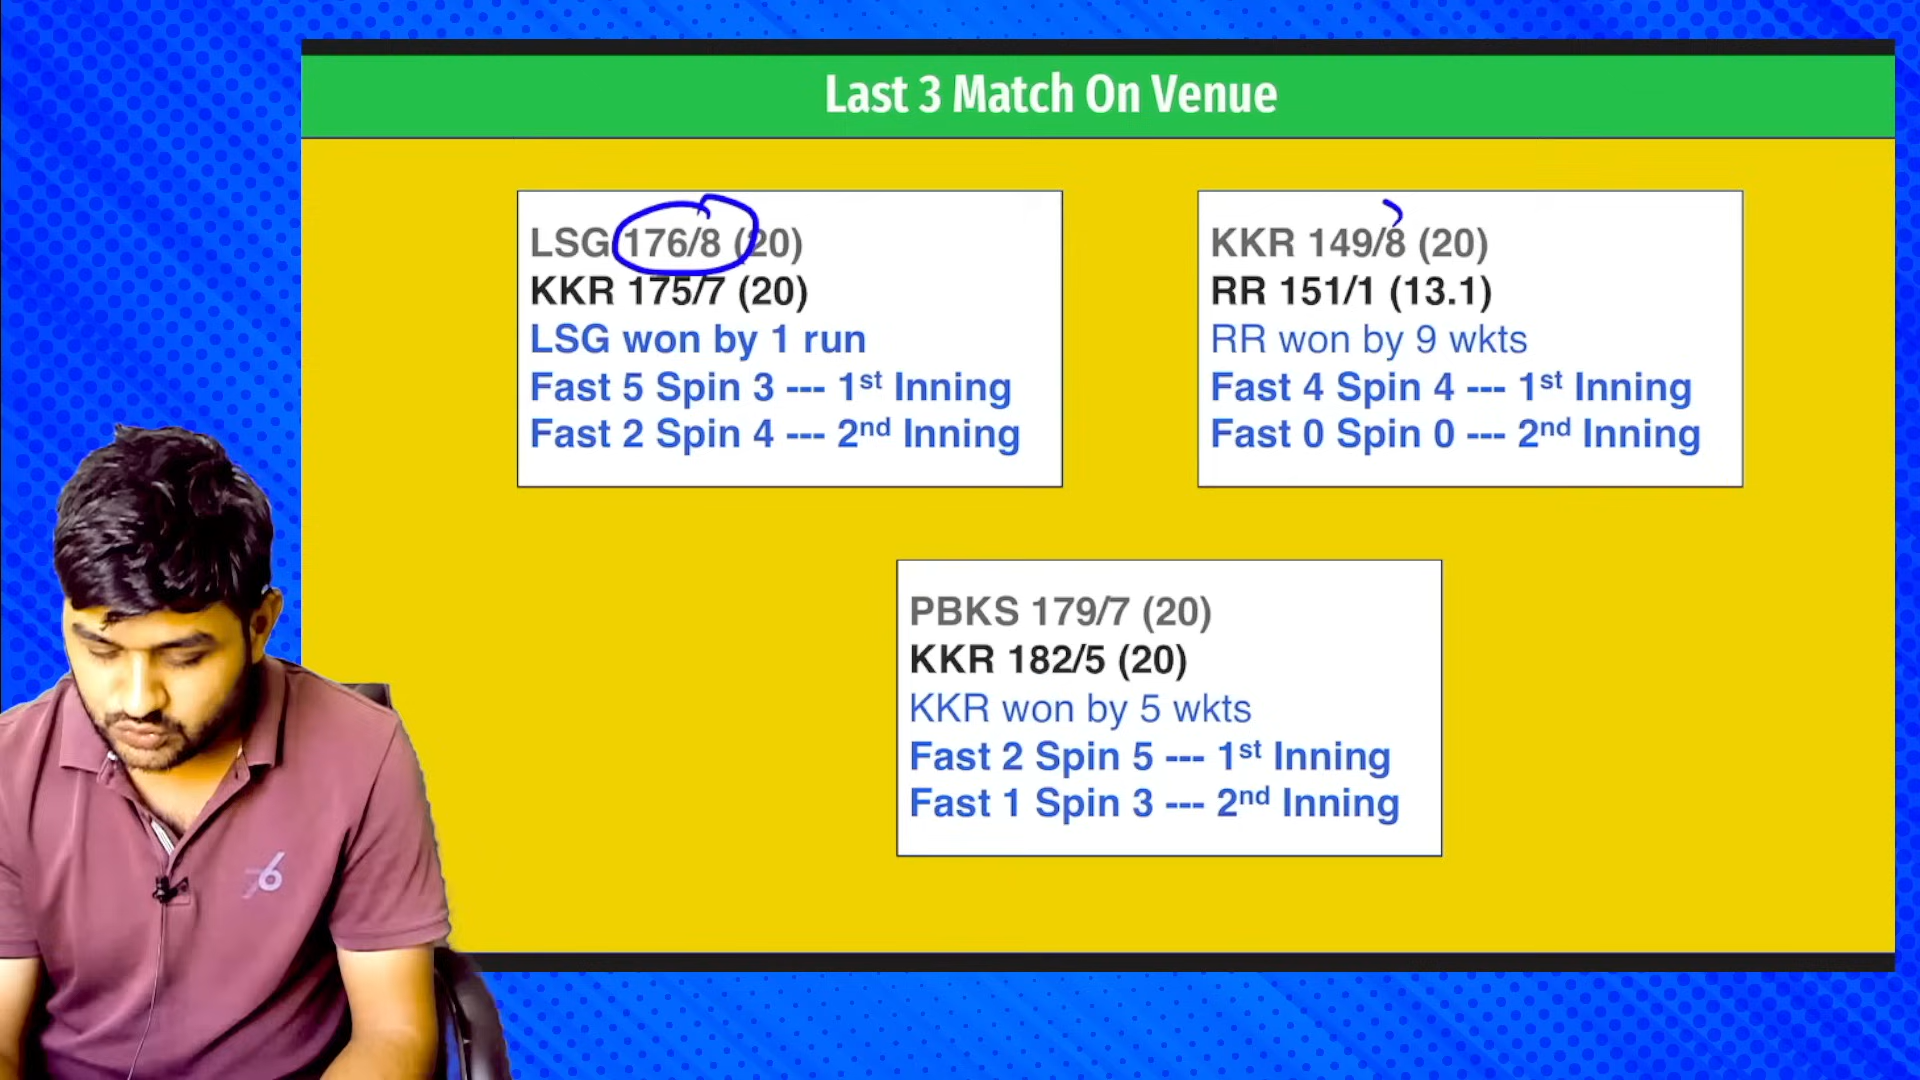 Last 3 Match On Venue
LSG 176/8 (20)
KKR 175/7 (20)
LSG won by 1 run
Fast 5 Spin 3 --- 1st Inning
Fast 2 Spin 4 --- 2nd Inning
KKR 149/8 (20)
RR 151/1 (13.1)
RR won by 9 wkts
Fast 4 Spin 4 --- 1st Inning
Fast 0 Spin 0 --- 2nd Inning
PBKS 179/7 (20)
KKR 182/5 (20)
KKR won by 5 wkts
Fast 2 Spin 5 --- 1st Inning
Fast 1 Spin 3 --- 2nd Inning
76